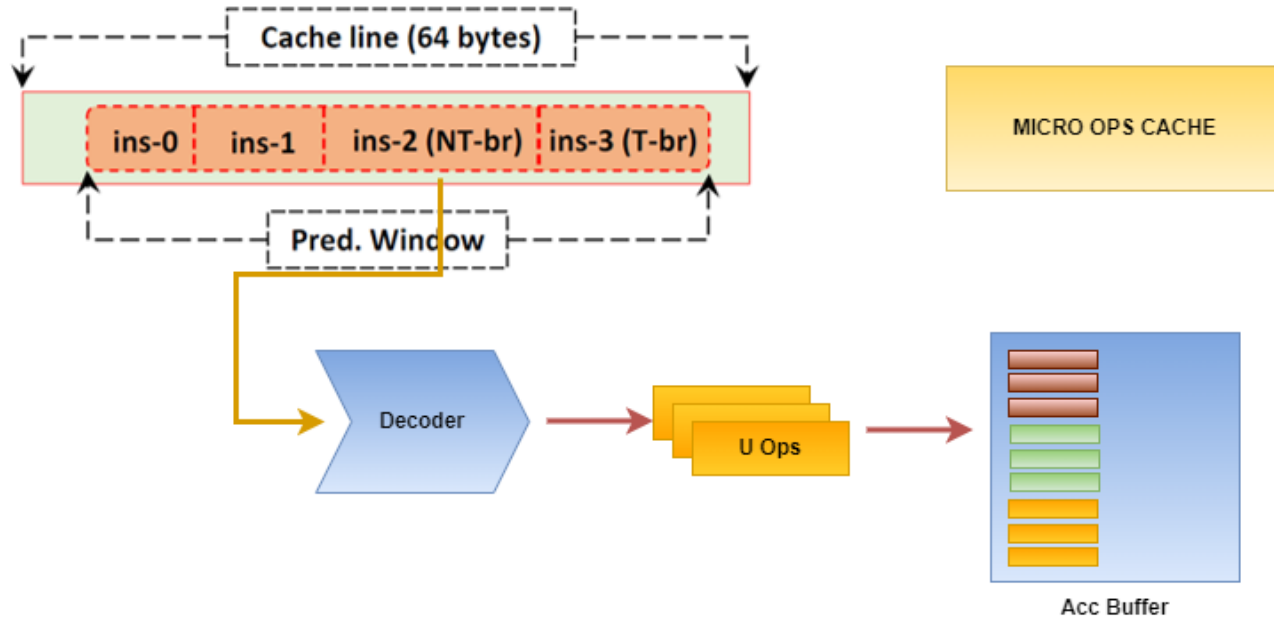 Cache line (64 bytes)
ins-0 ins-1 ins-2 (NT-br) ins-3 (T-br)
MICRO OPS CACHE
Pred. Window
Decoder
U Ops
Acc Buffer